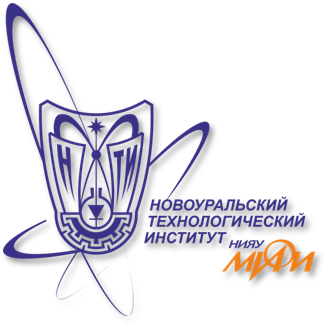 Н ТИ
НОВОУРАЛЬСКИЙ
ТЕХНОЛОГИЧЕСКИЙ
ИНСТИТУТ НИЯУ
МИФИ